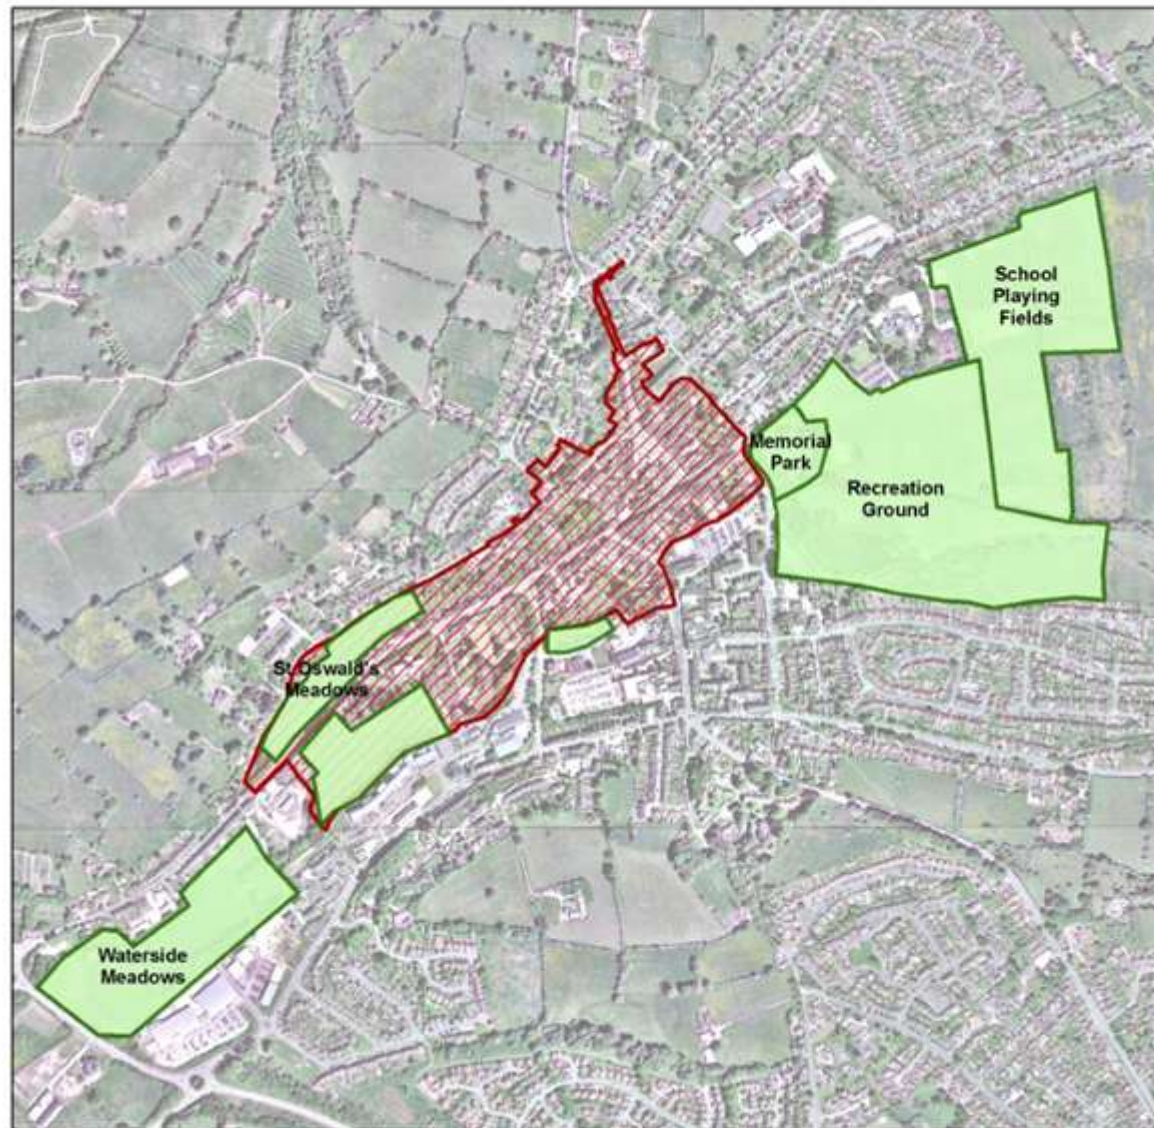 School
Playing
Fields
Memorial
Park
Recreation
Ground
St Oswald's
Meadows
Waterside
Meadows